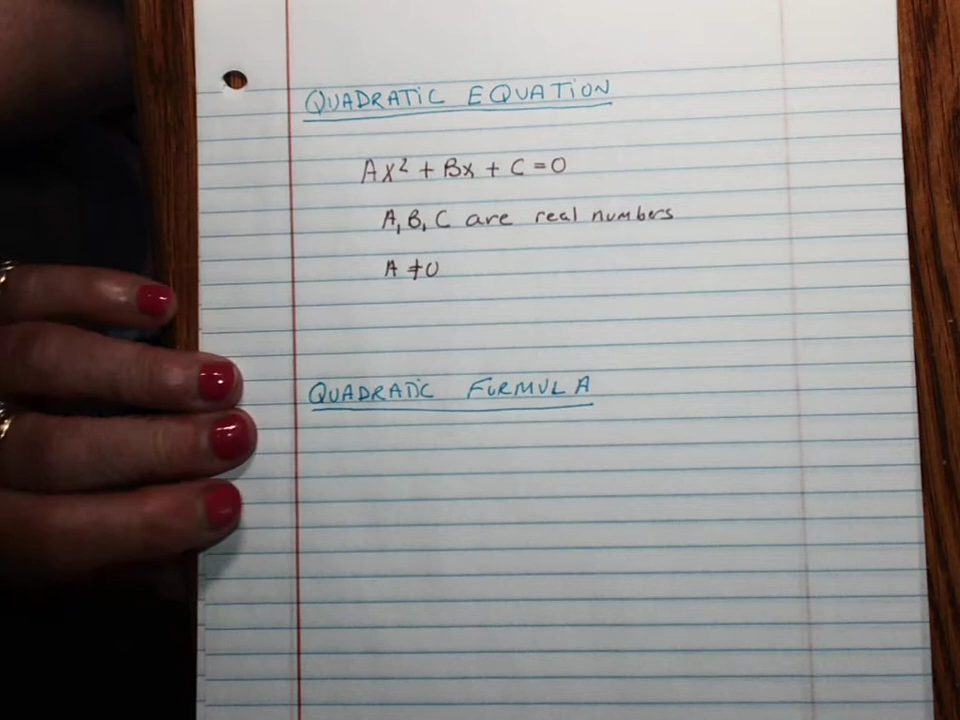 QUADRATIC EQUATION
Ax² + Bx + C = 0
A, B, C are real numbers
A ≠ 0
QUADRATIC FORMULA